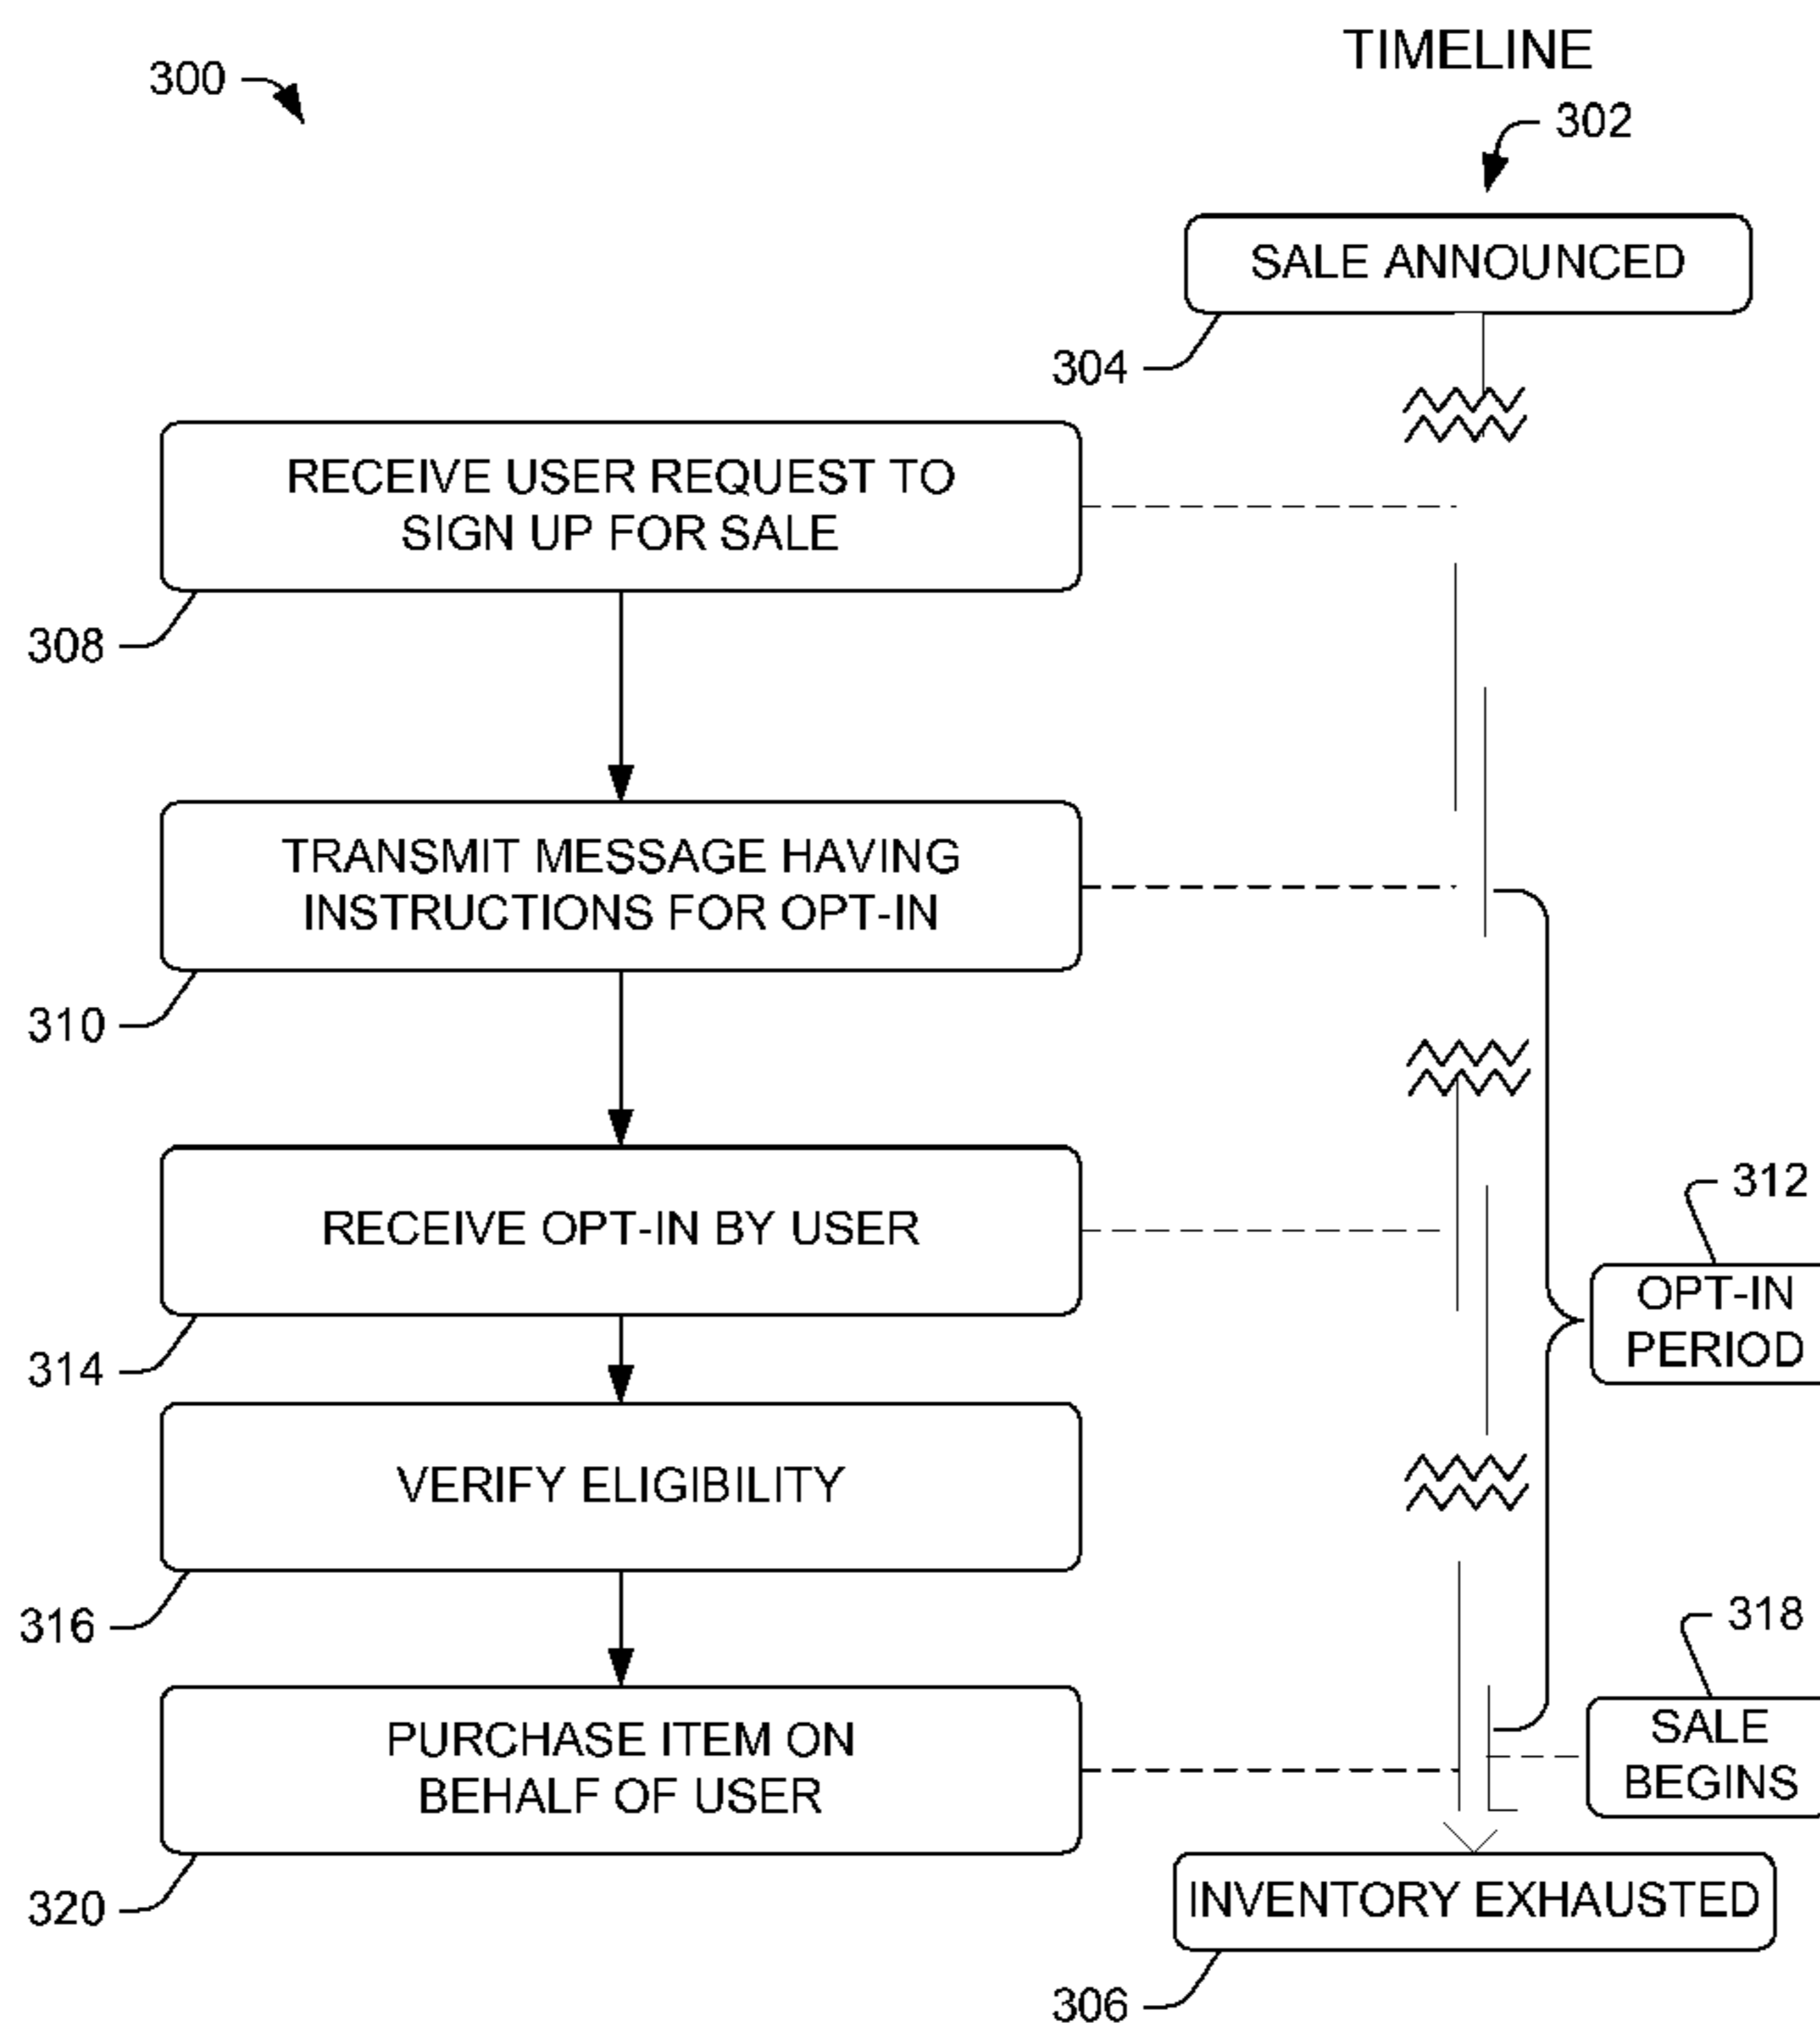 TIMELINE
300
302
SALE ANNOUNCED
304
RECEIVE USER REQUEST TO
SIGN UP FOR SALE
308
TRANSMIT MESSAGE HAVING
INSTRUCTIONS FOR OPT-IN
310
RECEIVE OPT-IN BY USER
312
OPT-IN
PERIOD
314
VERIFY ELIGIBILITY
316
318
PURCHASE ITEM ON
BEHALF OF USER
SALE
BEGINS
320
INVENTORY EXHAUSTED
306